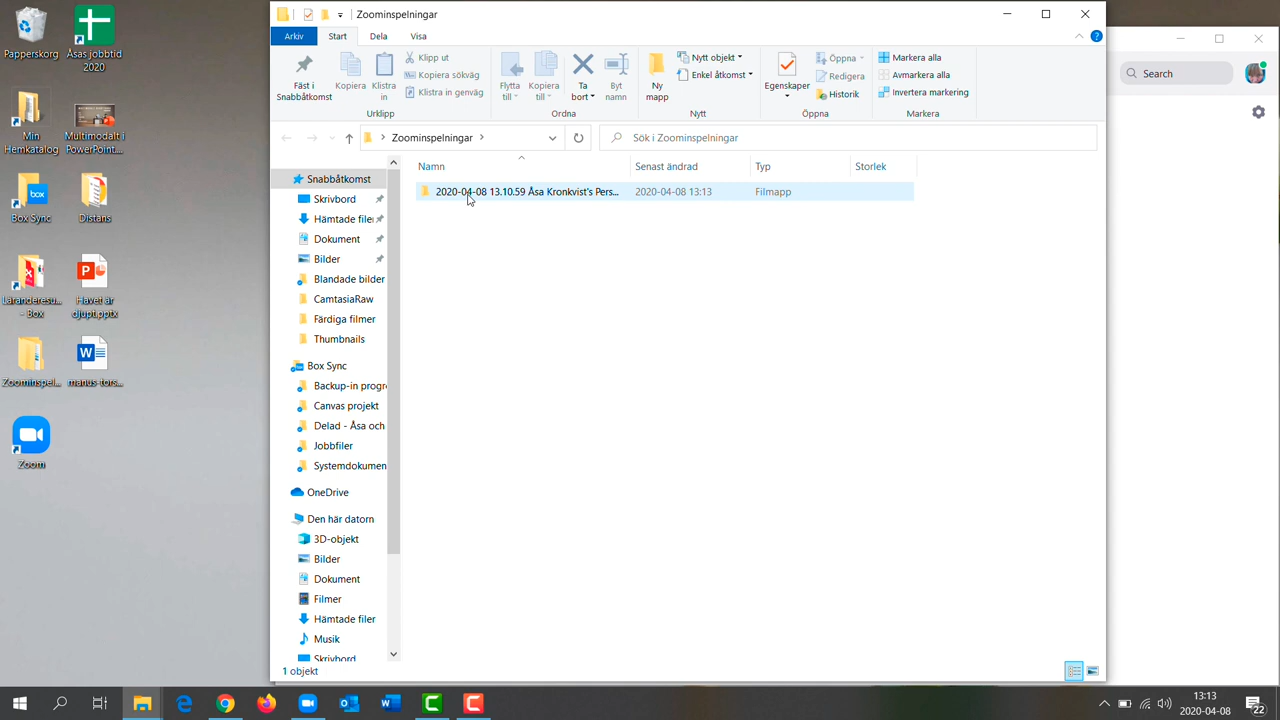 Papperskorg
Åsas jobbtid
2020
Min
Hemkatalog
Multimodalt i
PowerPoint...
box
Box Sync
Distans
Läranderesu...
- Box
Havet är
djupt.pptx
Zoominspel...
manus-tors...
Zoom
Zoominspelningar
Arkiv
Start
Dela
Visa
Fäst i
Snabbåtkomst
Kopiera
Klistra
in
Klipp ut
Kopiera sökväg
Klistra in genväg
Urklipp
Flytta
till
Kopiera
till
Ta
bort
Byt
namn
Ordna
Ny
mapp
Nytt objekt
Enkel åtkomst
Nytt
Egenskaper
Öppna
Redigera
Historik
Öppna
Markera alla
Avmarkera alla
Invertera markering
Markera
Zoominspelningar
Sök i Zoominspelningar
Namn
Senast ändrad
Typ
Storlek
2020-04-08 13.10.59 Åsa Kronkvist's Pers...
2020-04-08 13:13
Filmapp
Snabbåtkomst
Skrivbord
Hämtade filer
Dokument
Bilder
Blandade bilder
CamtasiaRaw
Färdiga filmer
Thumbnails
Box Sync
Backup-in progre
Canvas projekt
Delad - Åsa och
Jobbfiler
Systemdokumen
OneDrive
Den här datorn
3D-objekt
Bilder
Dokument
Filmer
Hämtade filer
Musik
Skrivbord
1 objekt
Search
13:13
2020-04-08
22